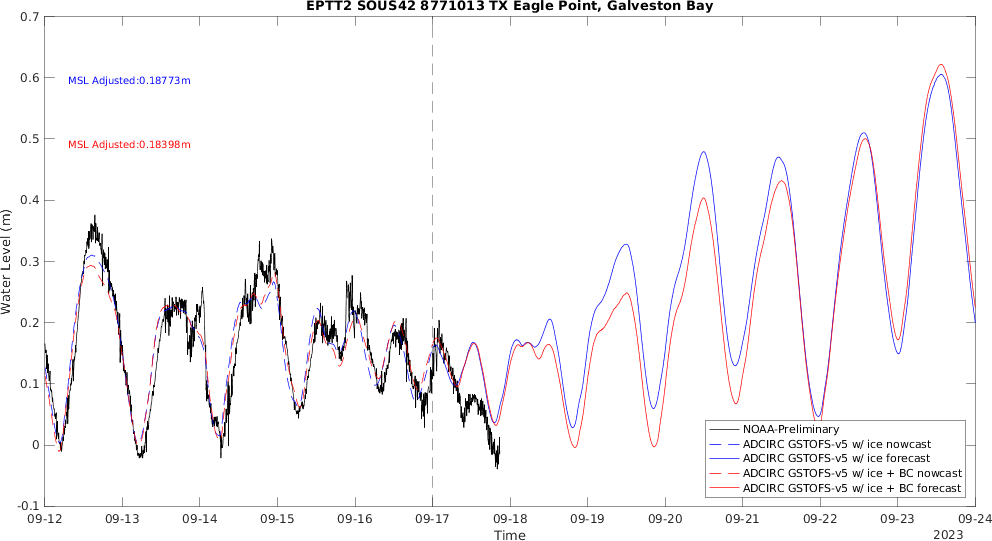 EPTT2 SOUS42 8771013 TX Eagle Point, Galveston Bay
0.7
0.6
0.5
0.4
0.3
0.2
0.1
0
-0.1
Water Level (m)
MSL Adjusted:0.18773m
MSL Adjusted:0.18398m
NOAA-Preliminary
ADCIRC GSTOFS-v5 w/ ice nowcast
ADCIRC GSTOFS-v5 w/ ice forecast
ADCIRC GSTOFS-v5 w/ ice + BC nowcast
ADCIRC GSTOFS-v5 w/ ice + BC forecast
09-12 09-13 09-14 09-15 09-16 09-17 09-18 09-19 09-20 09-21 09-22 09-23 09-24
Time
2023